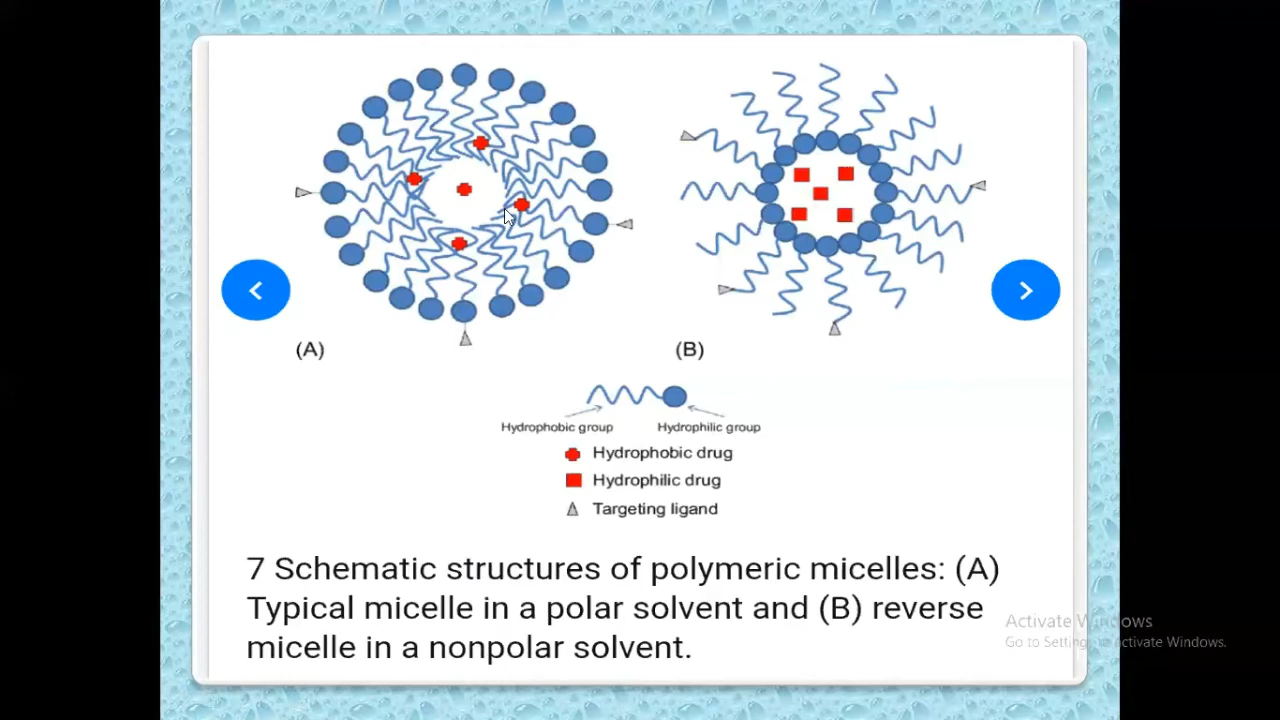 (A)
(B)
Hydrophobic group
Hydrophilic group
Hydrophobic drug
Hydrophilic drug
Targeting ligand
7 Schematic structures of polymeric micelles: (A)
Typical micelle in a polar solvent and (B) reverse
micelle in a nonpolar solvent.
Activate Windows
Go to Settings to activate Windows.